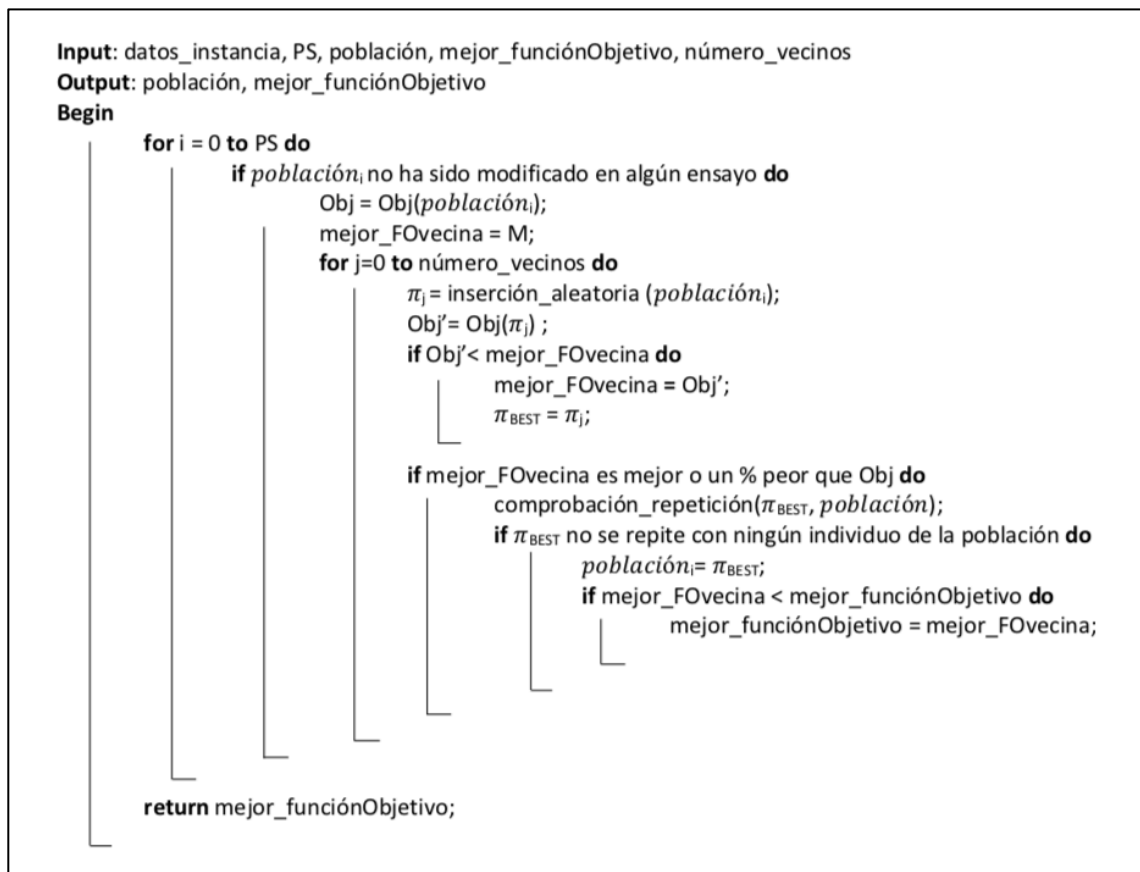 Input: datos_instancia, PS, población, mejor_funciónObjetivo, número_vecinos
Output: población, mejor_funciónObjetivo
Begin
for i = 0 to PS do
if poblaciónᵢ no ha sido modificado en algún ensayo do
Obj = Obj(poblaciónᵢ);
mejor_FOvecina = M;
for j=0 to número_vecinos do
πⱼ = inserción_aleatoria (poblaciónᵢ);
Obj'= Obj(πⱼ) ;
if Obj'< mejor_FOvecina do
mejor_FOvecina = Obj';
π_BEST = πⱼ;
if mejor_FOvecina es mejor o un % peor que Obj do
comprobación_repetición(π_BEST, población);
if π_BEST no se repite con ningún individuo de la población do
poblaciónᵢ= π_BEST;
if mejor_FOvecina < mejor_funciónObjetivo do
mejor_funciónObjetivo = mejor_FOvecina;
return mejor_funciónObjetivo;